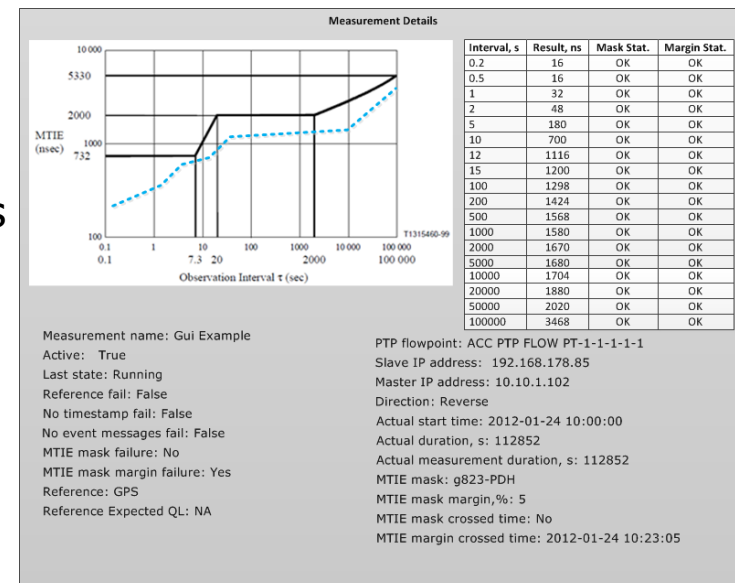 Measurement Details
10 000
5330
2000
MTIE
(nsec)
1000
732
100
T1315460-99
0.1 1 10 100 1000 10 000 100 000
0.1 7.3 20 2000 100 000
Observation Interval τ (sec)
Interval, s Result, ns Mask Stat. Margin Stat.
0.2 16 OK OK
0.5 16 OK OK
1 32 OK OK
2 48 OK OK
5 180 OK OK
10 700 OK OK
12 1116 OK OK
15 1200 OK OK
100 1298 OK OK
200 1424 OK OK
500 1568 OK OK
1000 1580 OK OK
2000 1670 OK OK
5000 1680 OK OK
10000 1704 OK OK
20000 1880 OK OK
50000 2020 OK OK
100000 3468 OK OK
s
Measurement name: Gui Example
Active: True
Last state: Running
Reference fail: False
No timestamp fail: False
No event messages fail: False
MTIE mask failure: No
MTIE mask margin failure: Yes
Reference: GPS
Reference Expected QL: NA
PTP flowpoint: ACC PTP FLOW PT-1-1-1-1-1
Slave IP address: 192.168.178.85
Master IP address: 10.10.1.102
Direction: Reverse
Actual start time: 2012-01-24 10:00:00
Actual duration, s: 112852
Actual measurement duration, s: 112852
MTIE mask: g823-PDH
MTIE mask margin,%: 5
MTIE mask crossed time: No
MTIE margin crossed time: 2012-01-24 10:23:05